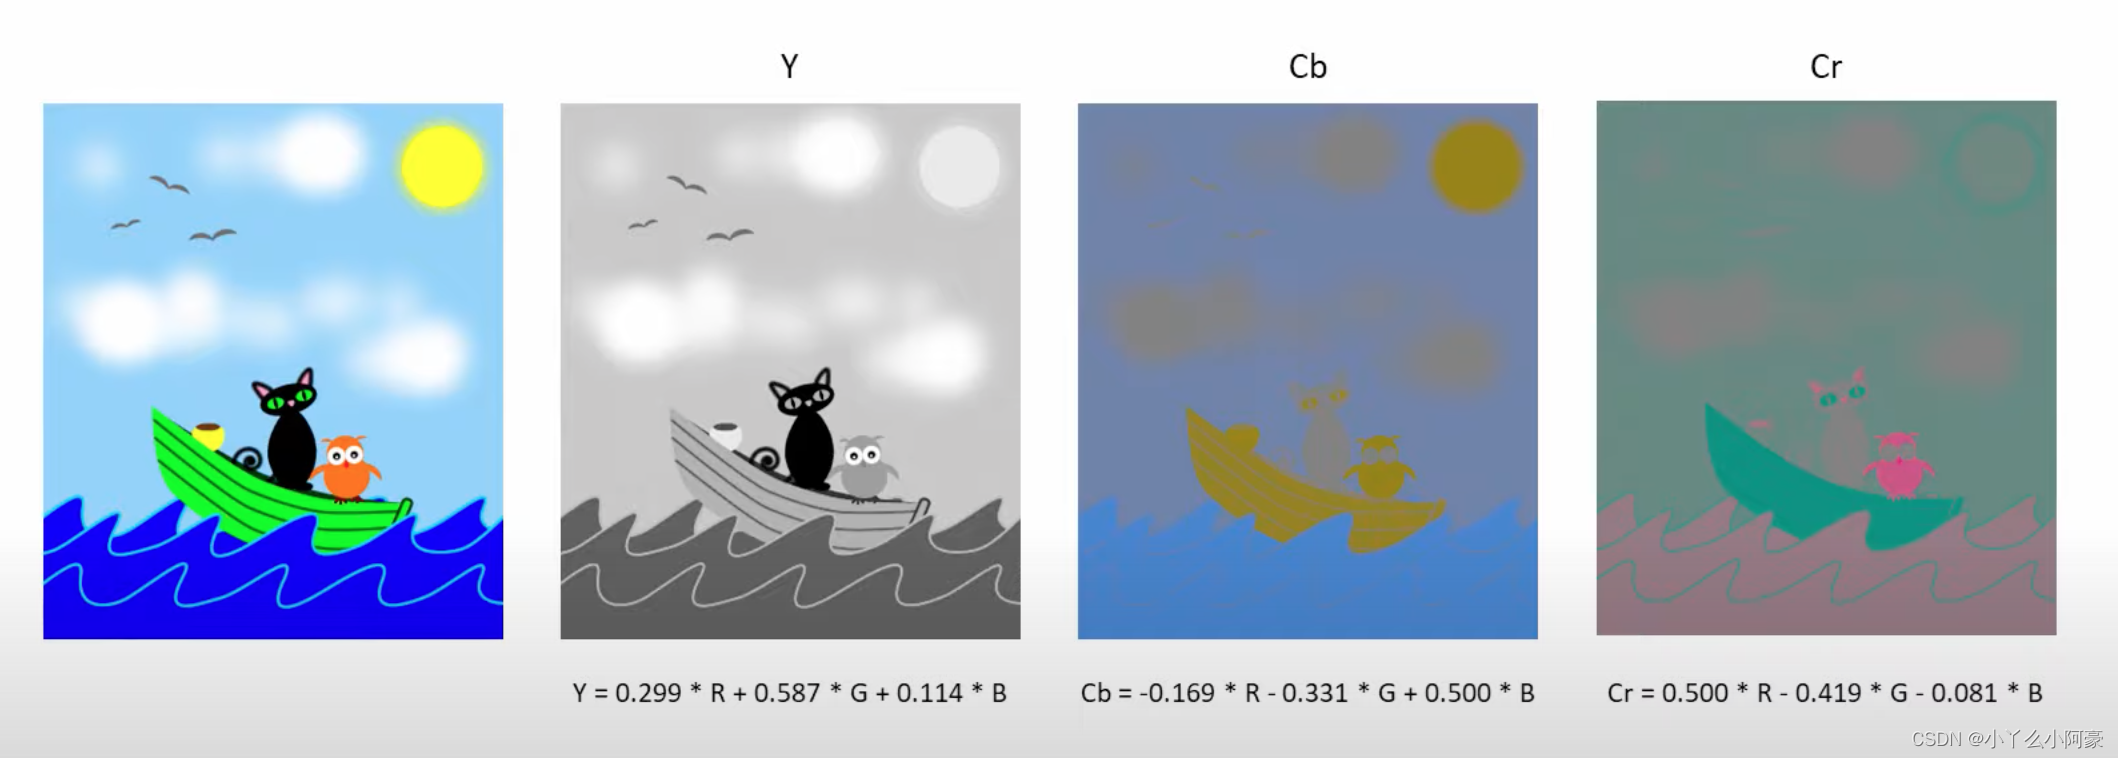 Y
Cb
Cr
Y = 0.299 * R + 0.587 * G + 0.114 * B
Cb = -0.169 * R - 0.331 * G + 0.500 * B
Cr = 0.500 * R - 0.419 * G - 0.081 * B
CSDN @小丫么小阿豪